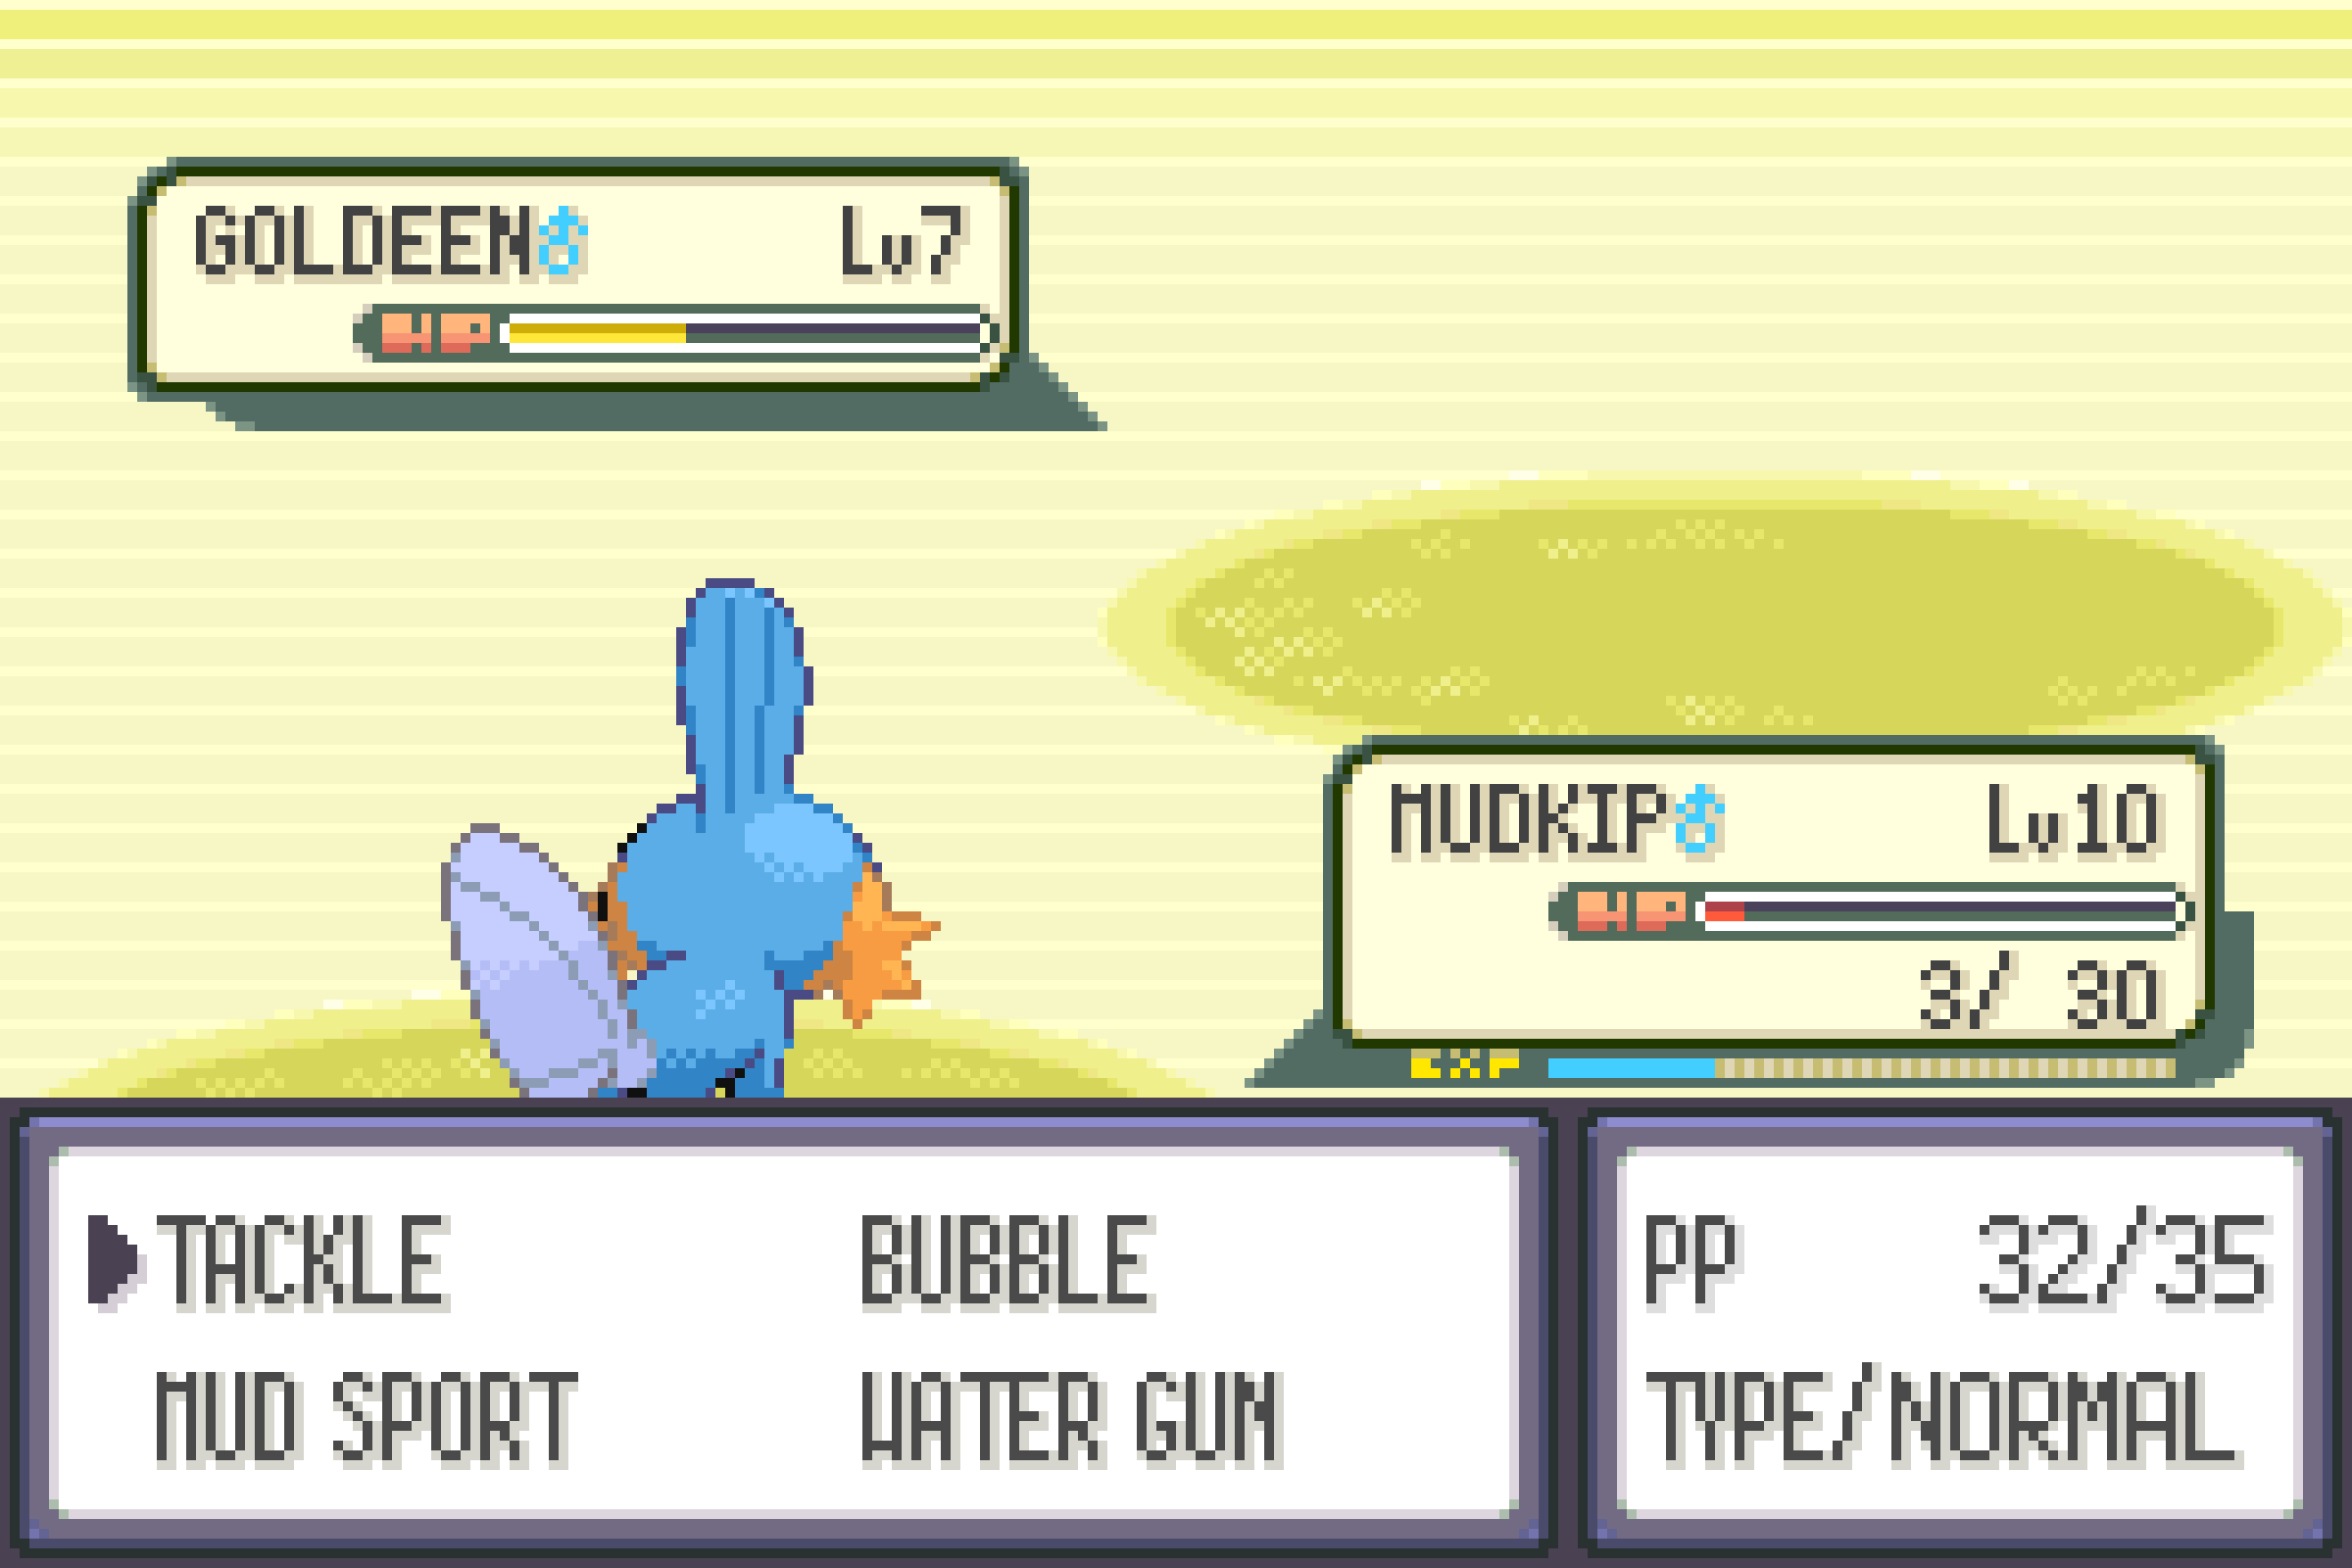 GOLDEEN♂ Lv7
HP
MUDKIP♂ Lv10
HP
3/ 30
EXP
TACKLE BUBBLE
MUD SPORT WATER GUN
PP 32/35
TYPE/NORMAL